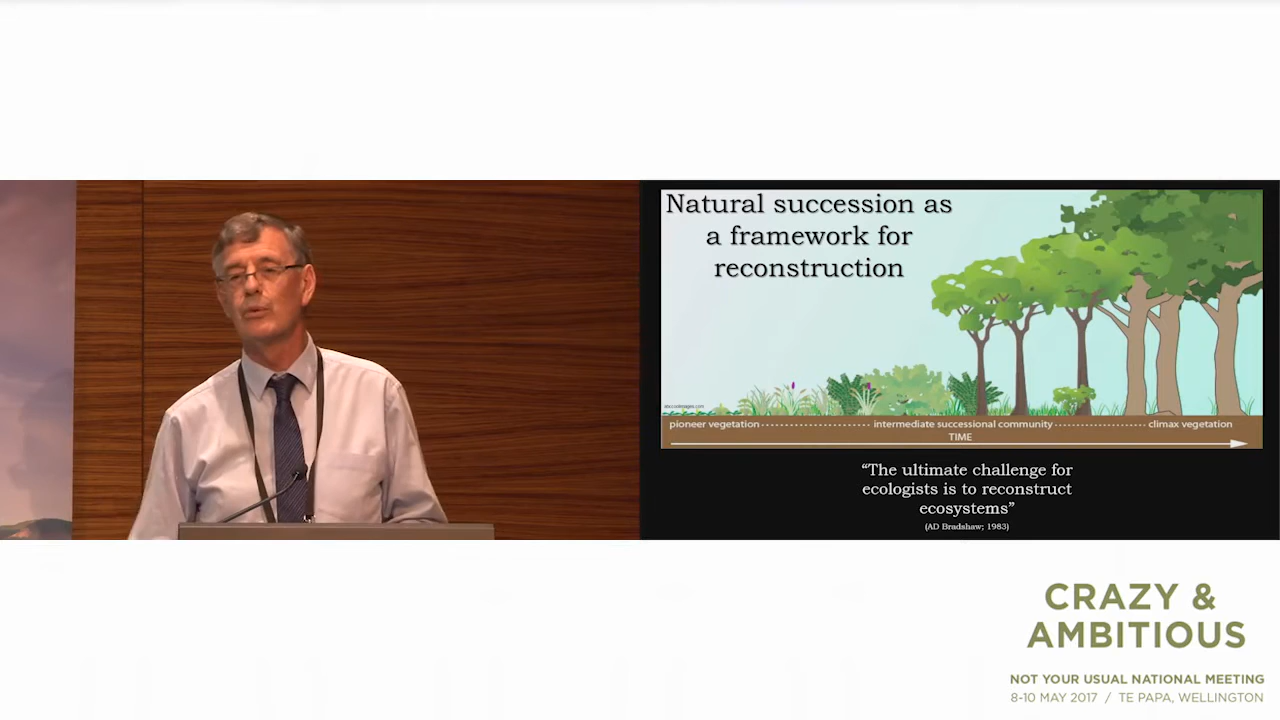 Natural succession as
a framework for
reconstruction
pioneer vegetation
intermediate successional community
climax vegetation
TIME
“The ultimate challenge for
ecologists is to reconstruct
ecosystems”
(AD Bradshaw; 1983)
CRAZY &
AMBITIOUS
NOT YOUR USUAL NATIONAL MEETING
8-10 MAY 2017 / TE PAPA, WELLINGTON